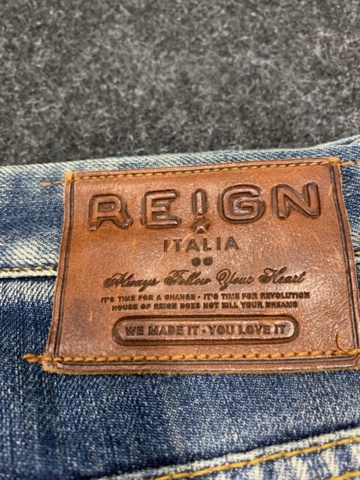 REIGN
ITALIA
Always Follow Your Heart
IT'S TIME FOR A CHANGE - IT'S TIME FOR REVOLUTION
HOUSE OF REIGN DOES NOT KILL YOUR DREAMS
WE MADE IT - YOU LOVE IT